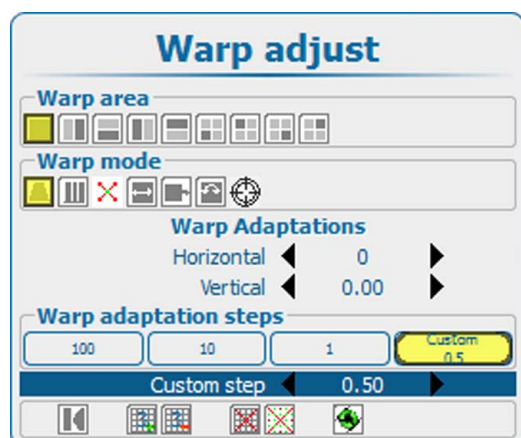 Warp adjust
Warp area
Warp mode
Warp Adaptations
Horizontal 0
Vertical 0.00
Warp adaptation steps
100 10 1 Custom
0.5
Custom step 0.50